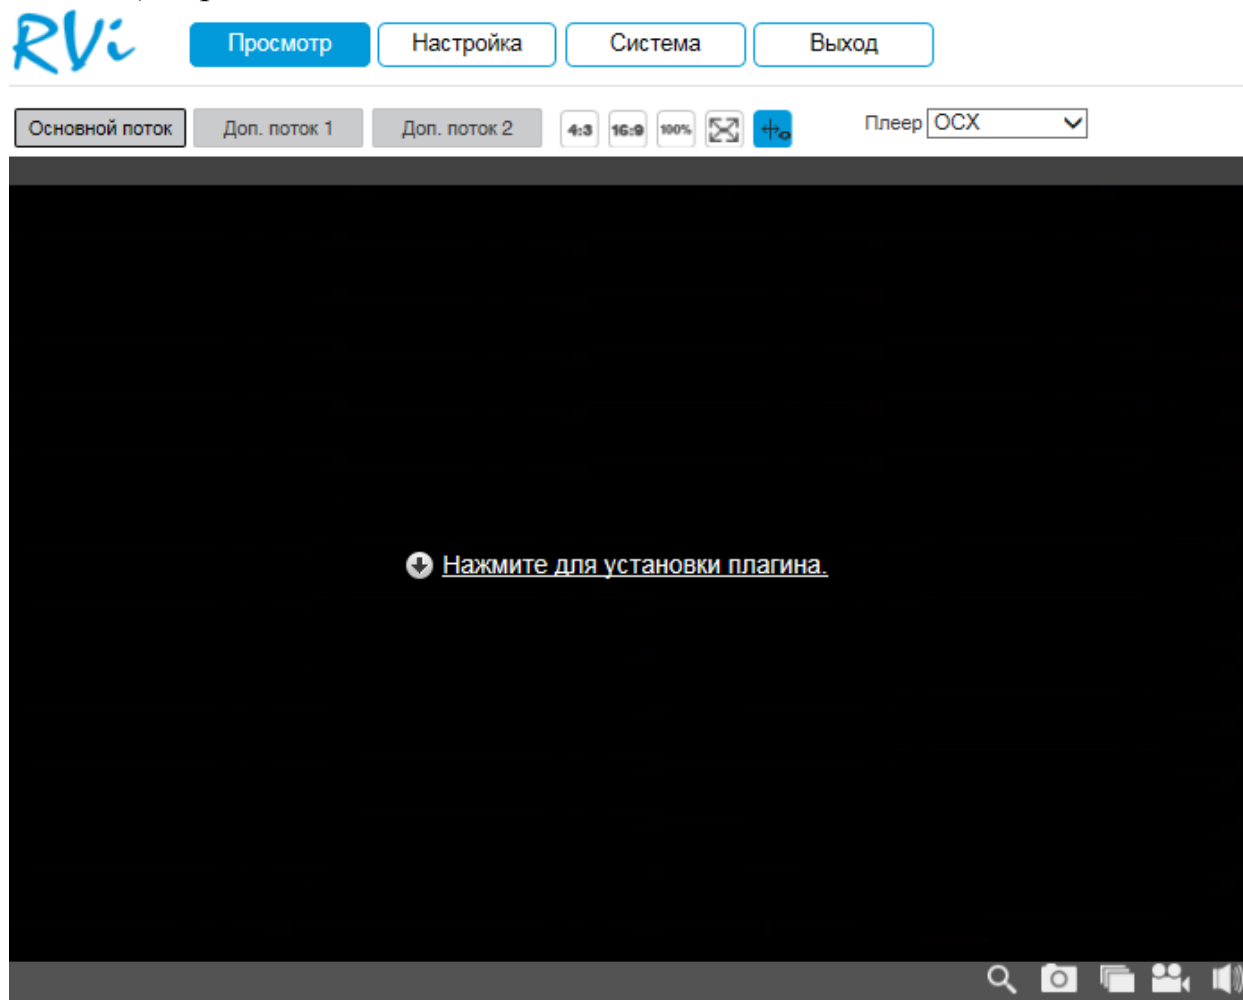 RVi
Просмотр
Настройка
Система
Выход
Основной поток
Доп. поток 1
Доп. поток 2
4:3
16:9
100%
Плеер OCX
Нажмите для установки плагина.